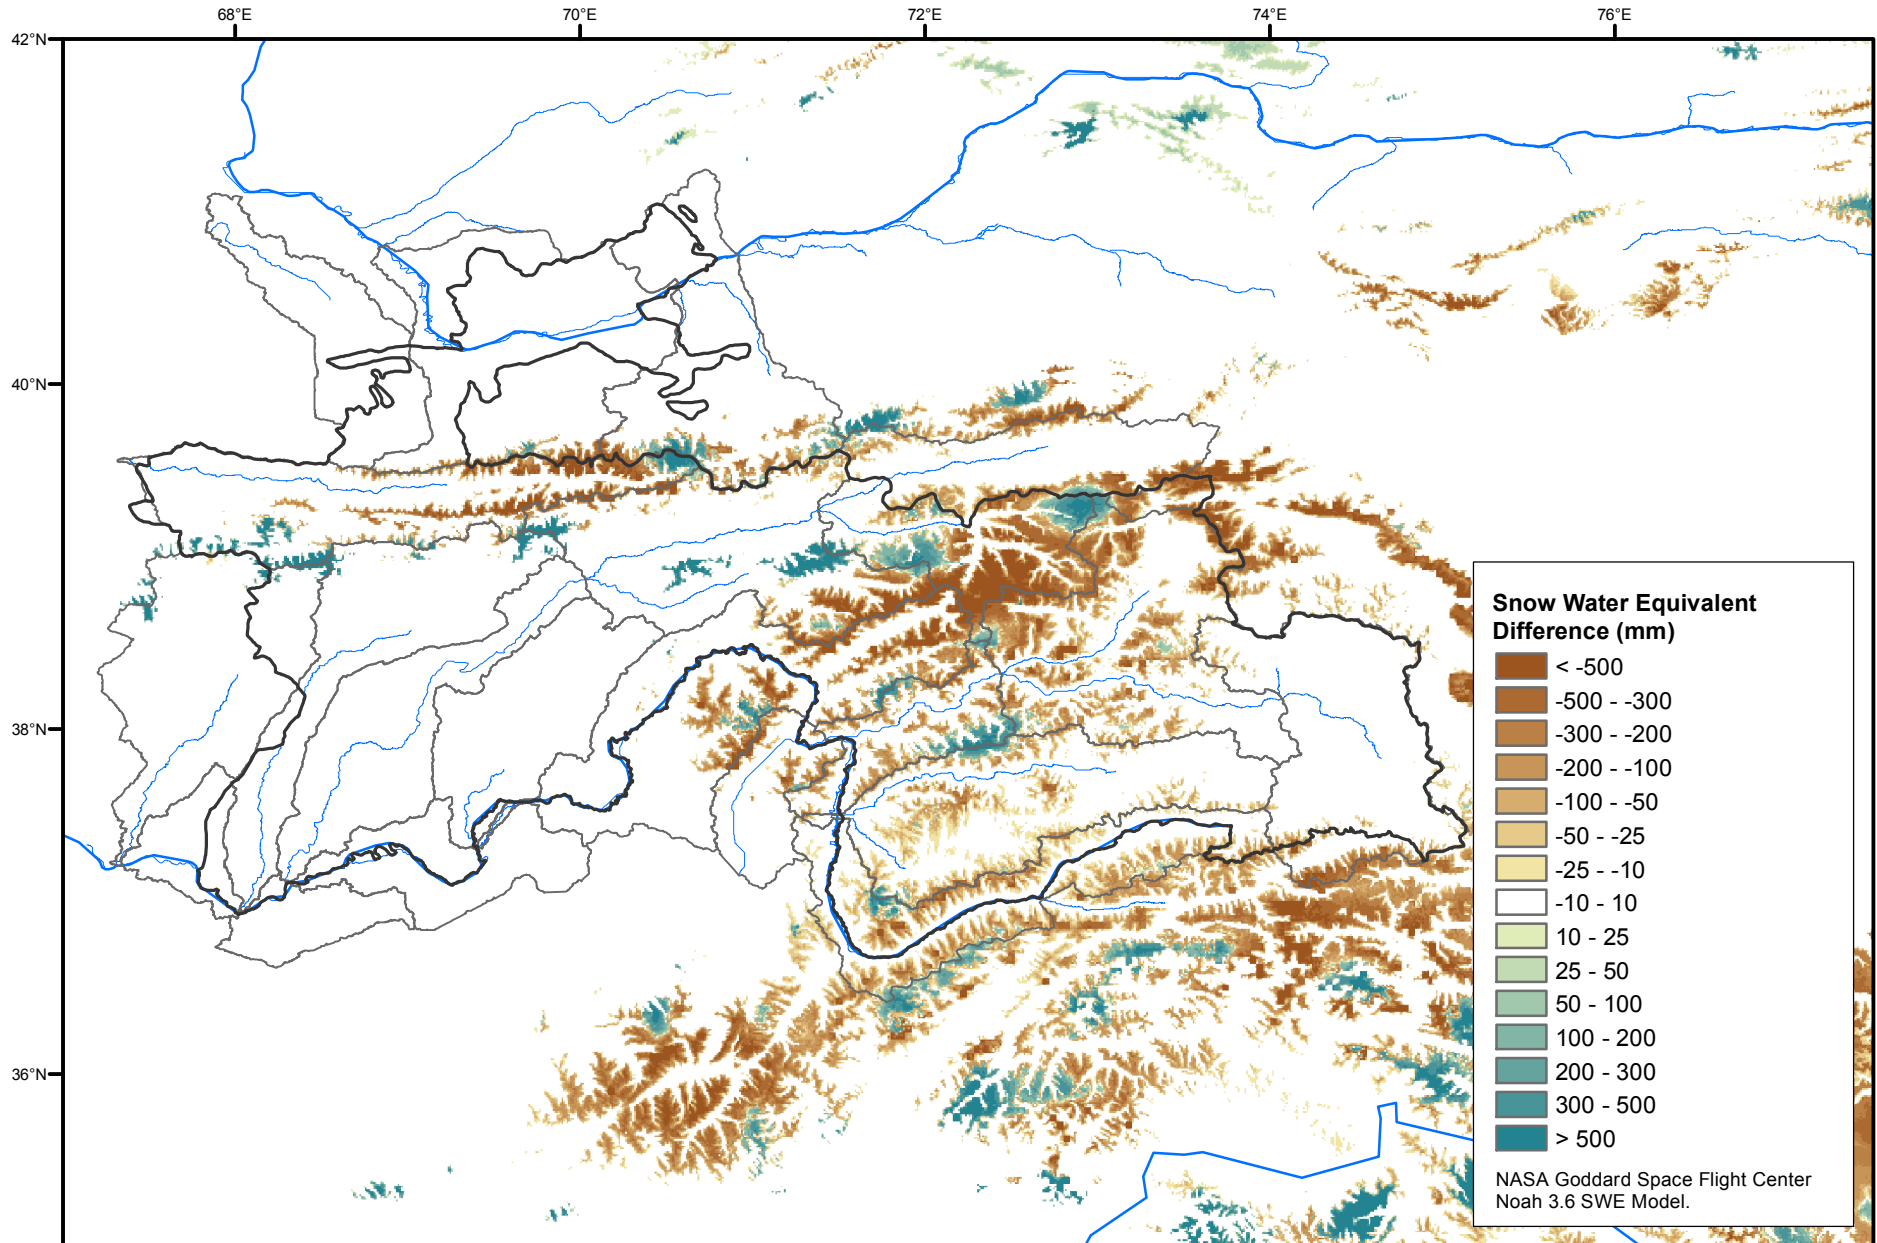 68°E
70°E
72°E
74°E
76°E
42°N
40°N
38°N
36°N
Snow Water Equivalent
Difference (mm)
< -500
-500 - -300
-300 - -200
-200 - -100
-100 - -50
-50 - -25
-25 - -10
-10 - 10
10 - 25
25 - 50
50 - 100
100 - 200
200 - 300
300 - 500
> 500
NASA Goddard Space Flight Center
Noah 3.6 SWE Model.